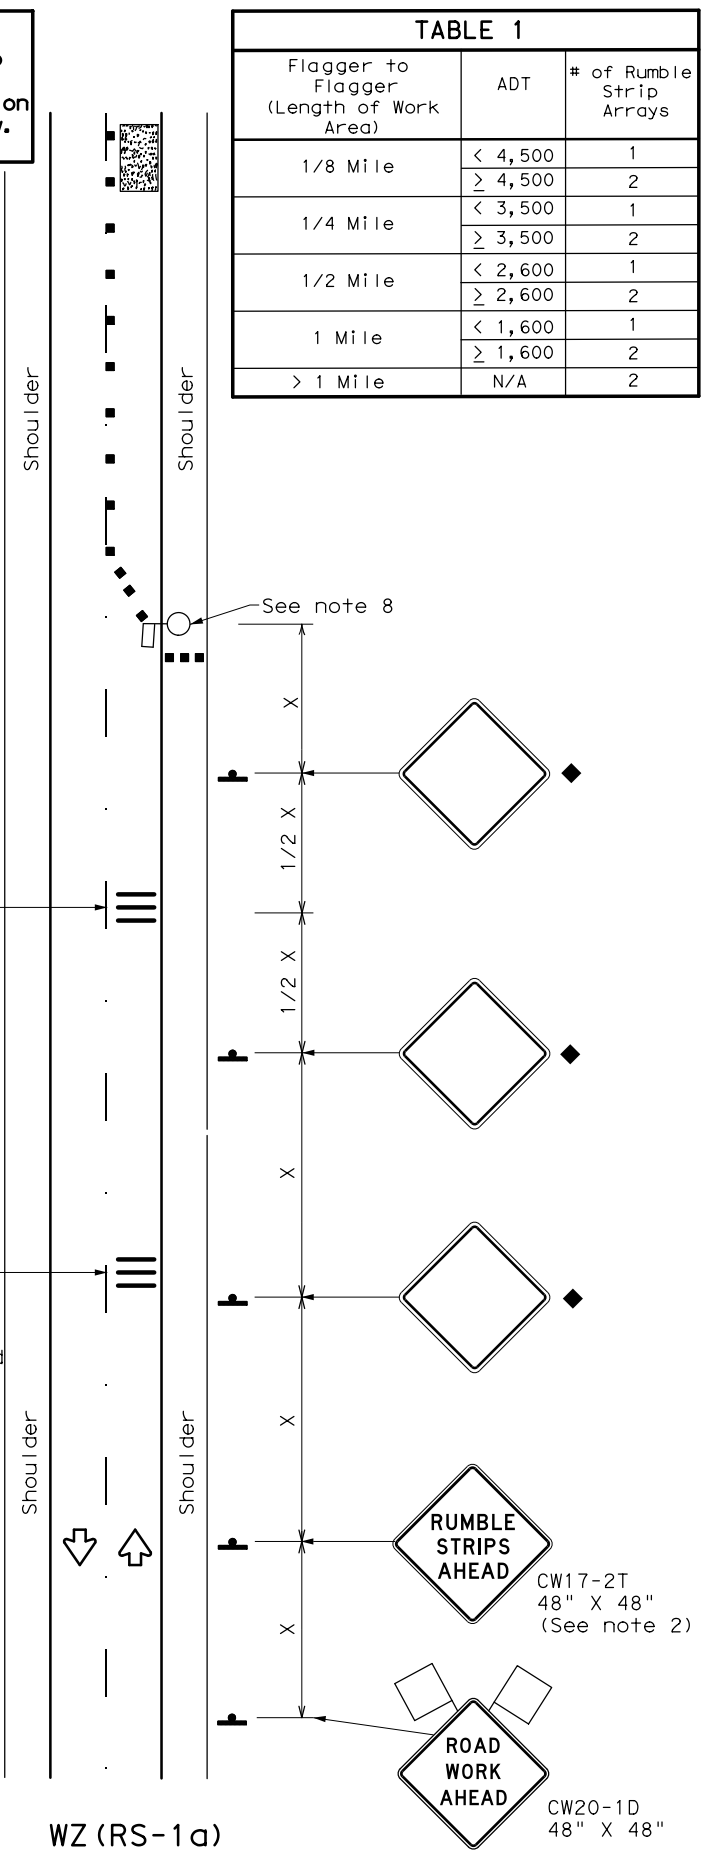 on
TABLE 1
Flagger to
Flagger
(Length of Work
Area)
ADT
# of Rumble
Strip
Arrays
1/8 Mile
< 4,500
1
≥ 4,500
2
1/4 Mile
< 3,500
1
≥ 3,500
2
1/2 Mile
< 2,600
1
≥ 2,600
2
1 Mile
< 1,600
1
≥ 1,600
2
> 1 Mile
N/A
2
Shoulder
Shoulder
See note 8
X
1/2 X
1/2 X
X
X
Shoulder
Shoulder
RUMBLE
STRIPS
AHEAD
CW17-2T
48" X 48"
(See note 2)
X
ROAD
WORK
AHEAD
CW20-1D
48" X 48"
WZ(RS-1a)